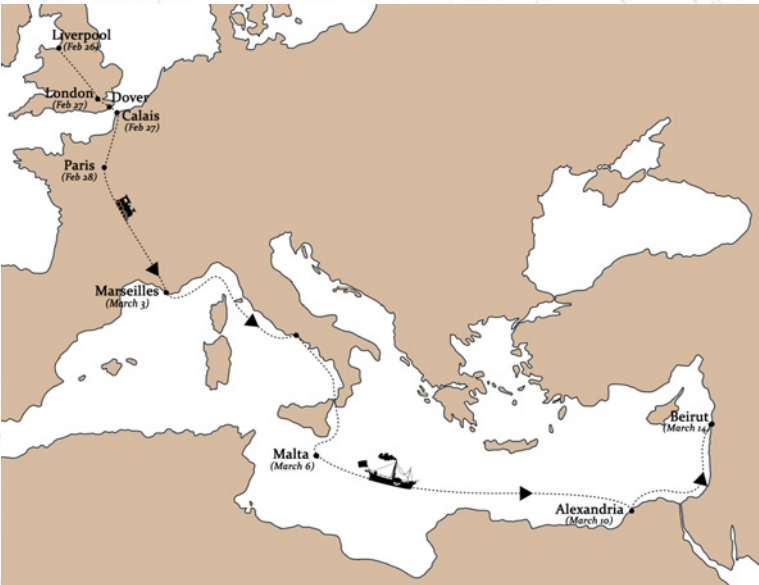 Liverpool
(Feb 26)
London
(Feb 27)
Dover
Calais
(Feb 27)
Paris
(Feb 28)
Marseilles
(March 3)
Malta
(March 6)
Alexandria
(March 10)
Beirut
(March 14)